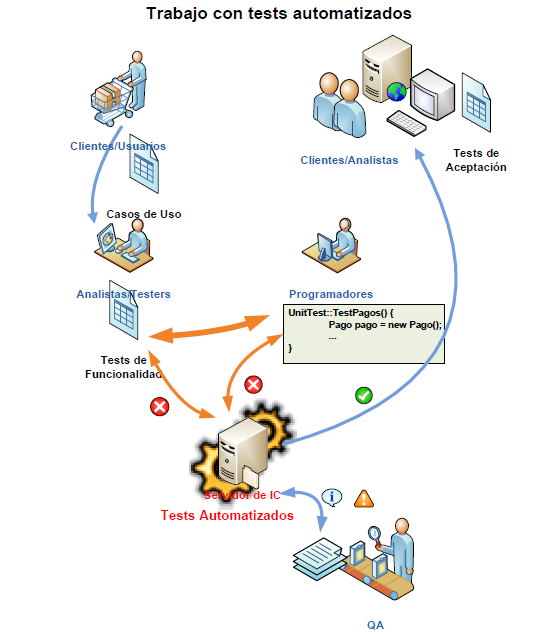 Trabajo con tests automatizados
Clientes/Usuarios
Clientes/Analistas
Tests de
Aceptación
Casos de Uso
Analistas/Testers
Programadores
UnitTest::TestPagos() {
Pago pago = new Pago();
...
}
Tests de
Funcionalidad
Servidor de IC
Tests Automatizados
QA